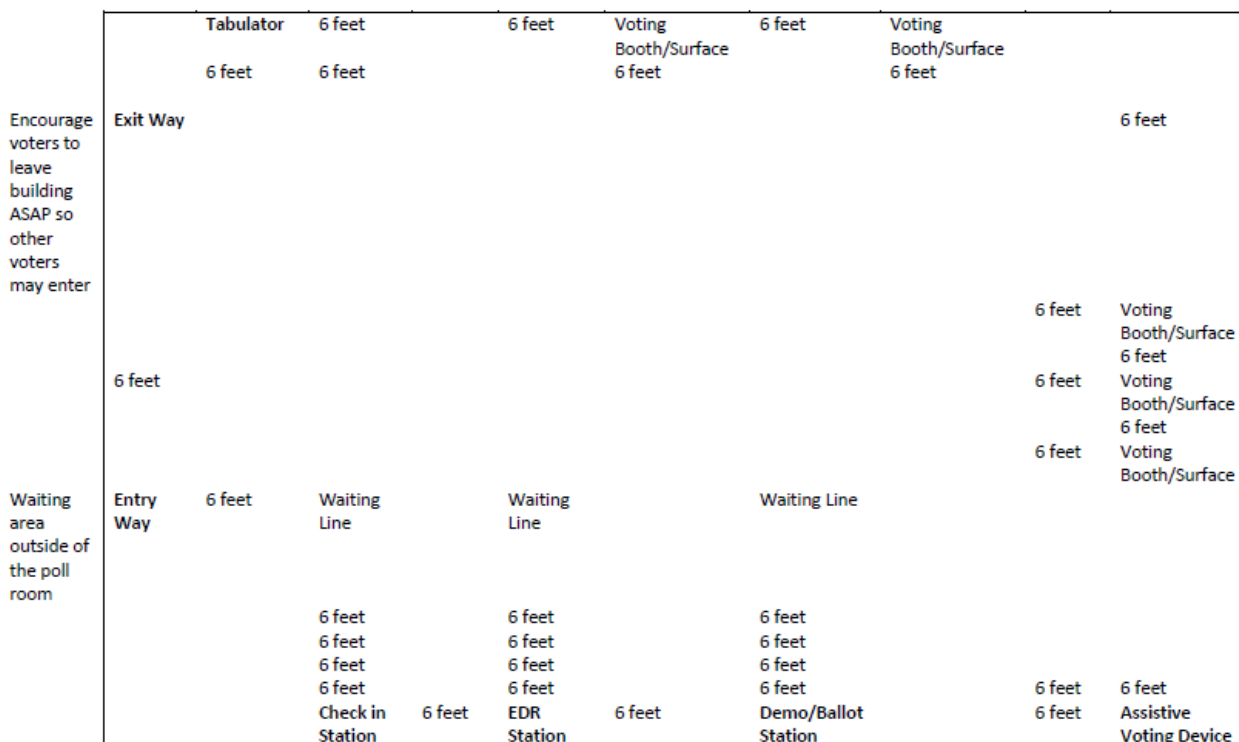 Tabulator 6 feet 6 feet Voting 6 feet Voting
Booth/Surface Booth/Surface
6 feet 6 feet 6 feet 6 feet
Encourage Exit Way 6 feet
voters to
leave
building
ASAP so
other
voters
may enter
6 feet Voting
Booth/Surface
6 feet
6 feet 6 feet Voting
Booth/Surface
6 feet
6 feet Voting
Booth/Surface
Waiting Entry 6 feet Waiting Waiting Waiting Line
area Way Line Line
outside of
the poll
room
6 feet 6 feet 6 feet
6 feet 6 feet 6 feet
6 feet 6 feet 6 feet
6 feet 6 feet 6 feet 6 feet 6 feet
Check in 6 feet EDR 6 feet Demo/Ballot 6 feet Assistive
Station Station Station Voting Device